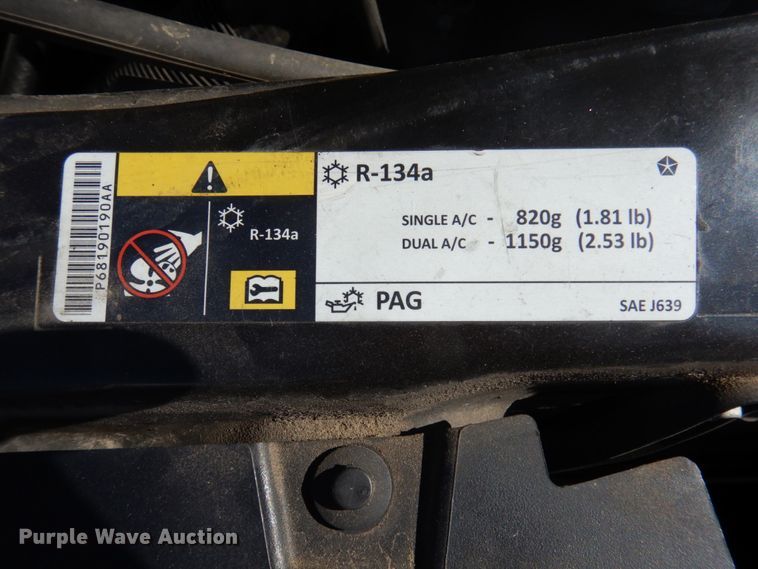 P68190190AA
R-134a
R-134a
SINGLE A/C - 820g (1.81 lb)
DUAL A/C - 1150g (2.53 lb)
PAG
SAE J639
Purple Wave Auction